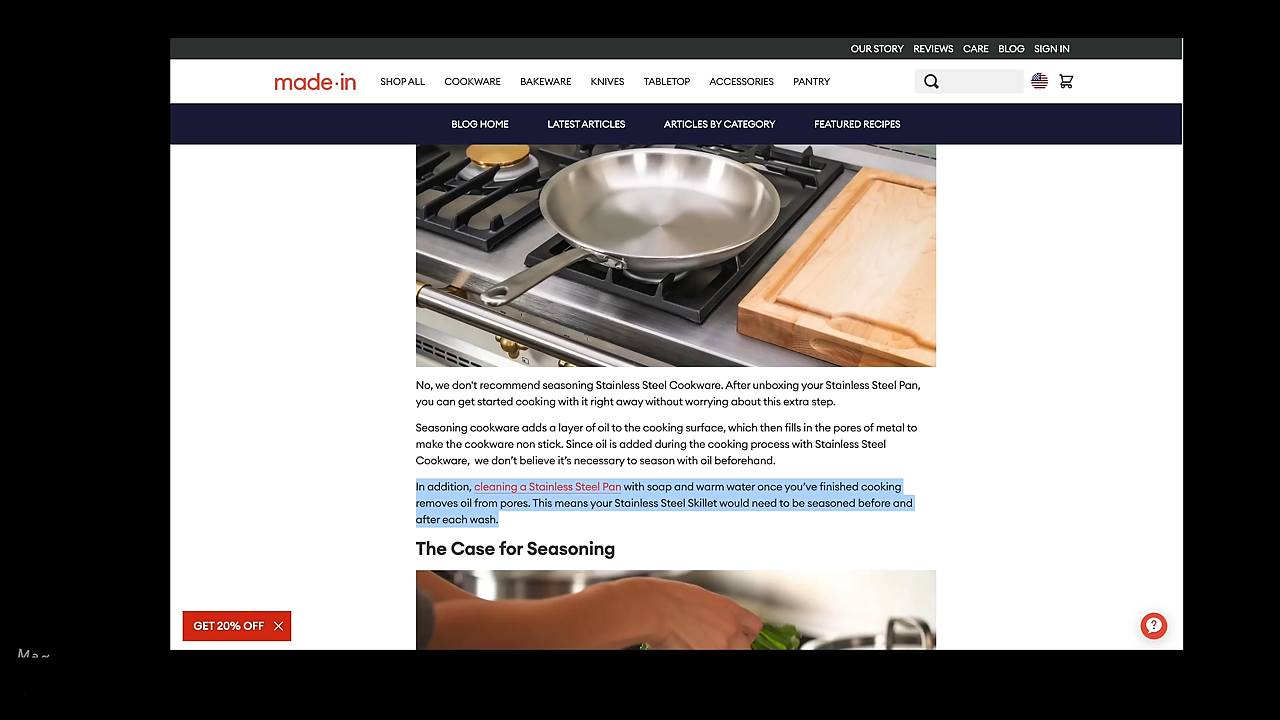 OUR STORY REVIEWS CARE BLOG SIGN IN
made·in SHOP ALL COOKWARE BAKEWARE KNIVES TABLETOP ACCESSORIES PANTRY
BLOG HOME LATEST ARTICLES ARTICLES BY CATEGORY FEATURED RECIPES
No, we don't recommend seasoning Stainless Steel Cookware. After unboxing your Stainless Steel Pan,
you can get started cooking with it right away without worrying about this extra step.
Seasoning cookware adds a layer of oil to the cooking surface, which then fills in the pores of metal to
make the cookware non stick. Since oil is added during the cooking process with Stainless Steel
Cookware, we don't believe it's necessary to season with oil beforehand.
In addition, cleaning a Stainless Steel Pan with soap and warm water once you've finished cooking
removes oil from pores. This means your Stainless Steel Skillet would need to be seasoned before and
after each wash.
The Case for Seasoning
GET 20% OFF